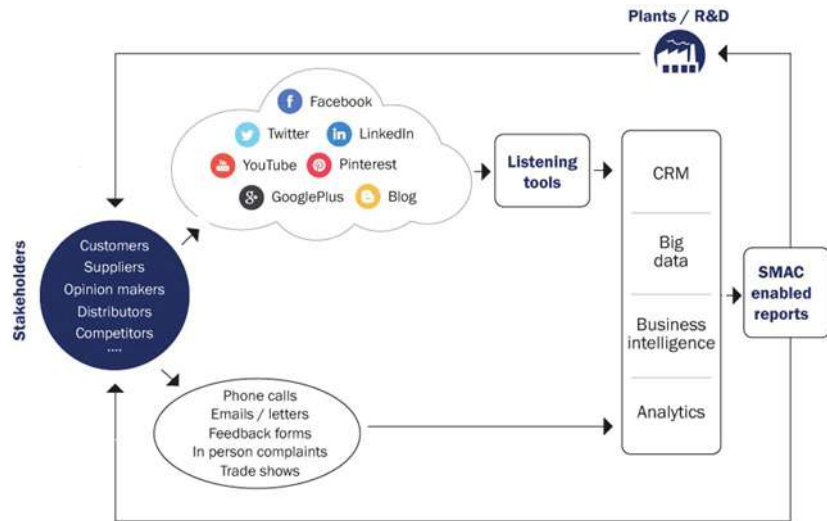 Plants / R&D
Facebook
Twitter
LinkedIn
YouTube
Pinterest
GooglePlus
Blog
Listening
tools
CRM
Big
data
Business
intelligence
Analytics
SMAC
enabled
reports
Stakeholders
Customers
Suppliers
Opinion makers
Distributors
Competitors
....
Phone calls
Emails / letters
Feedback forms
In person complaints
Trade shows